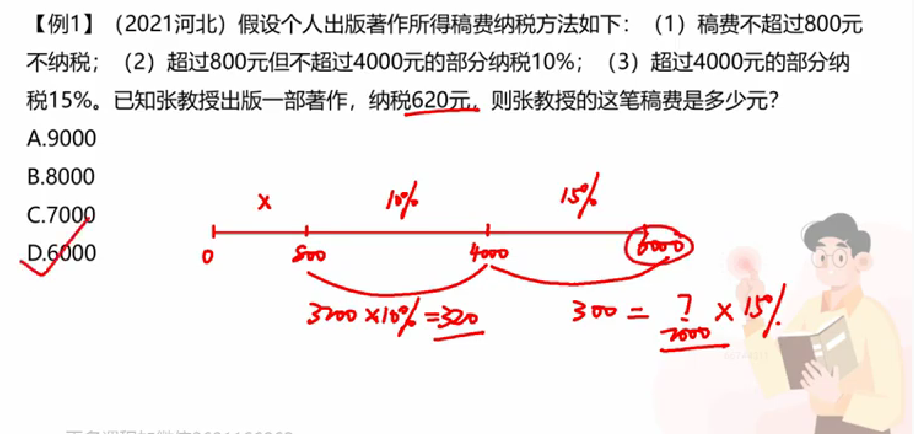 【例1】（2021河北）假设个人出版著作所得稿费纳税方法如下：（1）稿费不超过800元
不纳税；（2）超过800元但不超过4000元的部分纳税10%；（3）超过4000元的部分纳
税15%。已知张教授出版一部著作，纳税620元，则张教授的这笔稿费是多少元？
A.9000
B.8000
C.7000
D.6000
× 10% 15%
0 800 4000 6000
3200×10%=320 300 = ? ×15%
2000